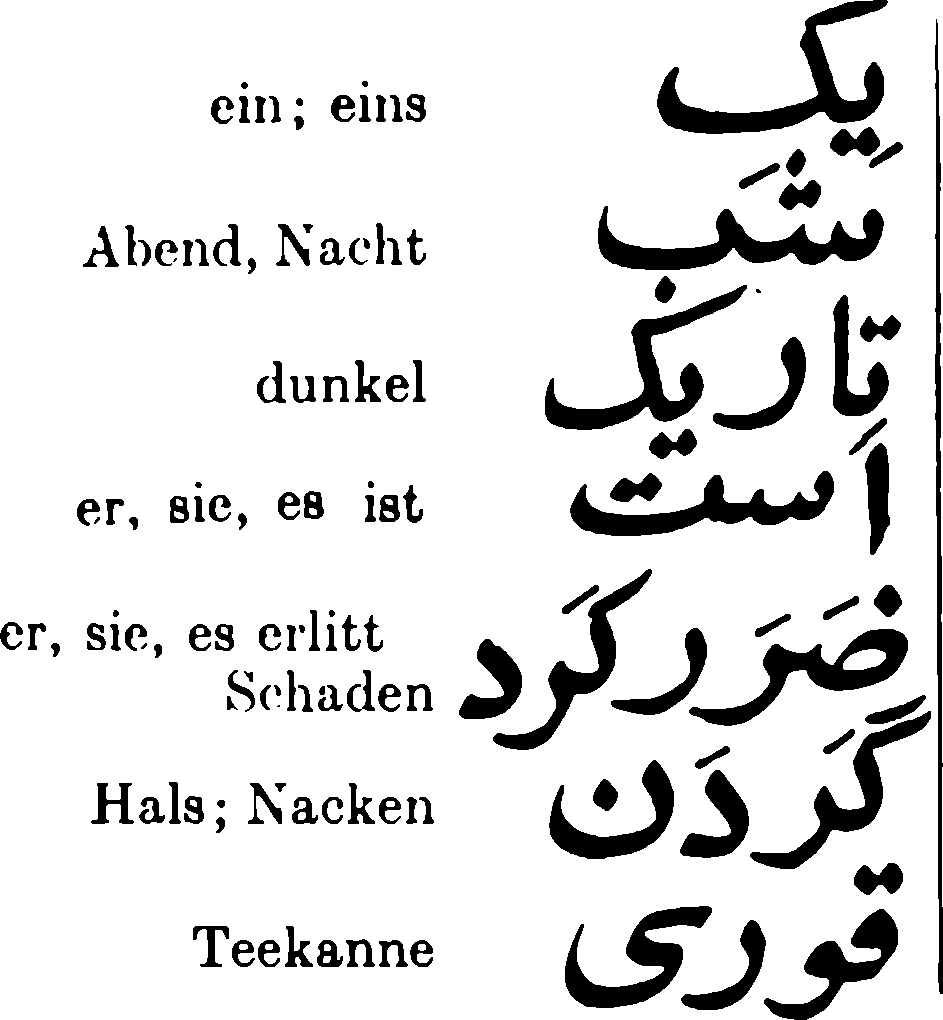 ein; eins یِک
Abend, Nacht شَب
dunkel تاریک
er, sie, es ist اَست
er, sie, es erlitt
Schaden ضَرَر کَرد
Hals; Nacken گَردَن
Teekanne قوری